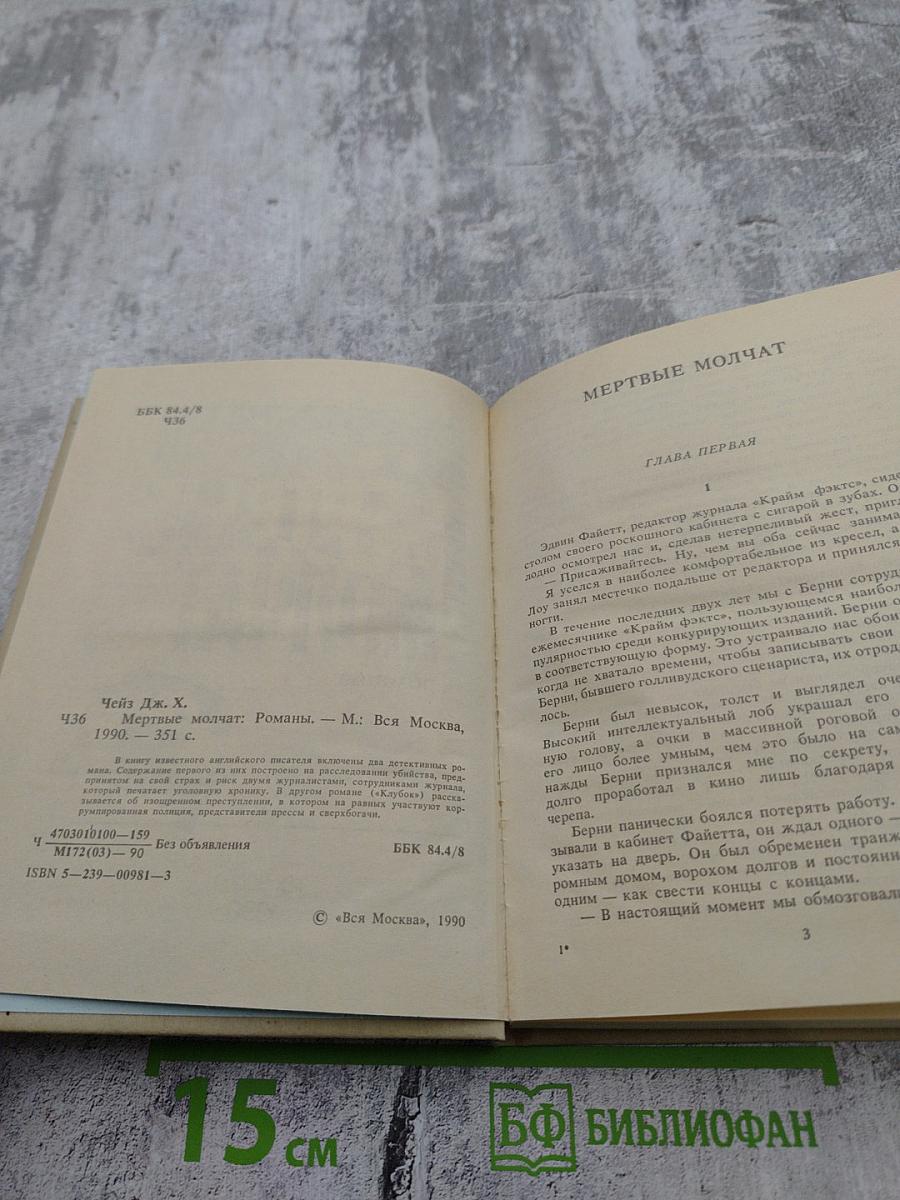 ББК 84.4/8
Ч36
Чейз Дж. Х.
Ч36 Мертвые молчат: Романы. — М.: Вся Москва,
1990. — 351 с.
В книгу известного английского писателя включены два детективных ро-
мана. Содержание первого из них построено на расследовании убийства, пред-
принятом на свой страх и риск двумя журналистами, сотрудниками журнала,
который печатает уголовную хронику. В другом романе («Клубок») расска-
зывается об изощренном преступлении, в котором на равных участвуют кор-
румпированная полиция, представители прессы и сверхбогачи.
4703010100—159
Ч Без объявления
М172(03)—90
ББК 84.4/8
ISBN 5—239—00981—3
© «Вся Москва», 1990
МЕРТВЫЕ МОЛЧАТ
ГЛАВА ПЕРВАЯ
1
Эдвин Файетт, редактор журнала «Крайм фэктс», сиде
столом своего роскошного кабинета с сигарой в зубах. О
лодно осмотрел нас и, сделав нетерпеливый жест, пригл
— Присаживайтесь. Ну, чем вы оба сейчас занима
Я уселся в наиболее комфортабельное из кресел, а
Лоу занял местечко подальше от редактора и принялся
ногти.
В течение последних двух лет мы с Берни сотруд
ежемесячнике «Крайм фэктс», пользующемся наибол
пулярностью среди конкурирующих изданий. Берни о
в соответствующую форму. Это устраивало нас обои
когда не хватало времени, чтобы записывать свои
Берни, бывшего голливудского сценариста, их отрод
лось.
Берни был невысок, толст и выглядел оче
Высокий интеллектуальный лоб украшал его
ную голову, а очки в массивной роговой о
его лицо более умным, чем это было на сам
нажды Берни признался мне по секрету,
долго проработал в кино лишь благодаря
черепа.
Берни панически боялся потерять работу.
зывали в кабинет Файетта, он ждал одного —
указать на дверь. Он был обременен транж
ромным домом, ворохом долгов и постоянн
одним — как свести концы с концами.
— В настоящий момент мы обмозговали
1*
3
15 см
БФ БИБЛИОФАН